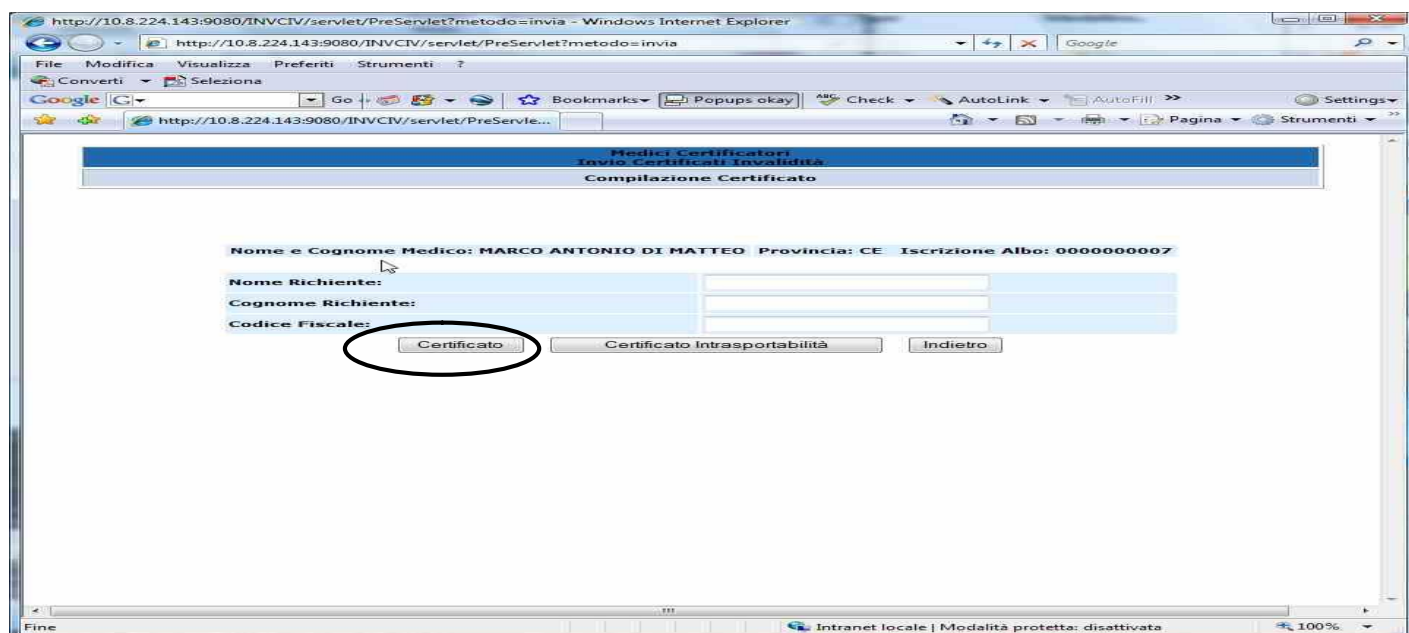 http://10.8.224.143:9080/INVCIV/servlet/PreServlet?metodo=invia - Windows Internet Explorer
http://10.8.224.143:9080/INVCIV/servlet/PreServlet?metodo=invia Google
File Modifica Visualizza Preferiti Strumenti ?
Converti Seleziona
Google G Go Bookmarks Popups okay ABC Check AutoLink AutoFill >> Settings
http://10.8.224.143:9080/INVCIV/servlet/PreServle... Pagina Strumenti >>
Medici Certificatori
Invio Certificati Invalidità
Compilazione Certificato
Nome e Cognome Medico: MARCO ANTONIO DI MATTEO Provincia: CE Iscrizione Albo: 0000000007
Nome Richiente:
Cognome Richiente:
Codice Fiscale:
Certificato Certificato Intrasportabilità Indietro
Fine Intranet locale | Modalità protetta: disattivata 100%